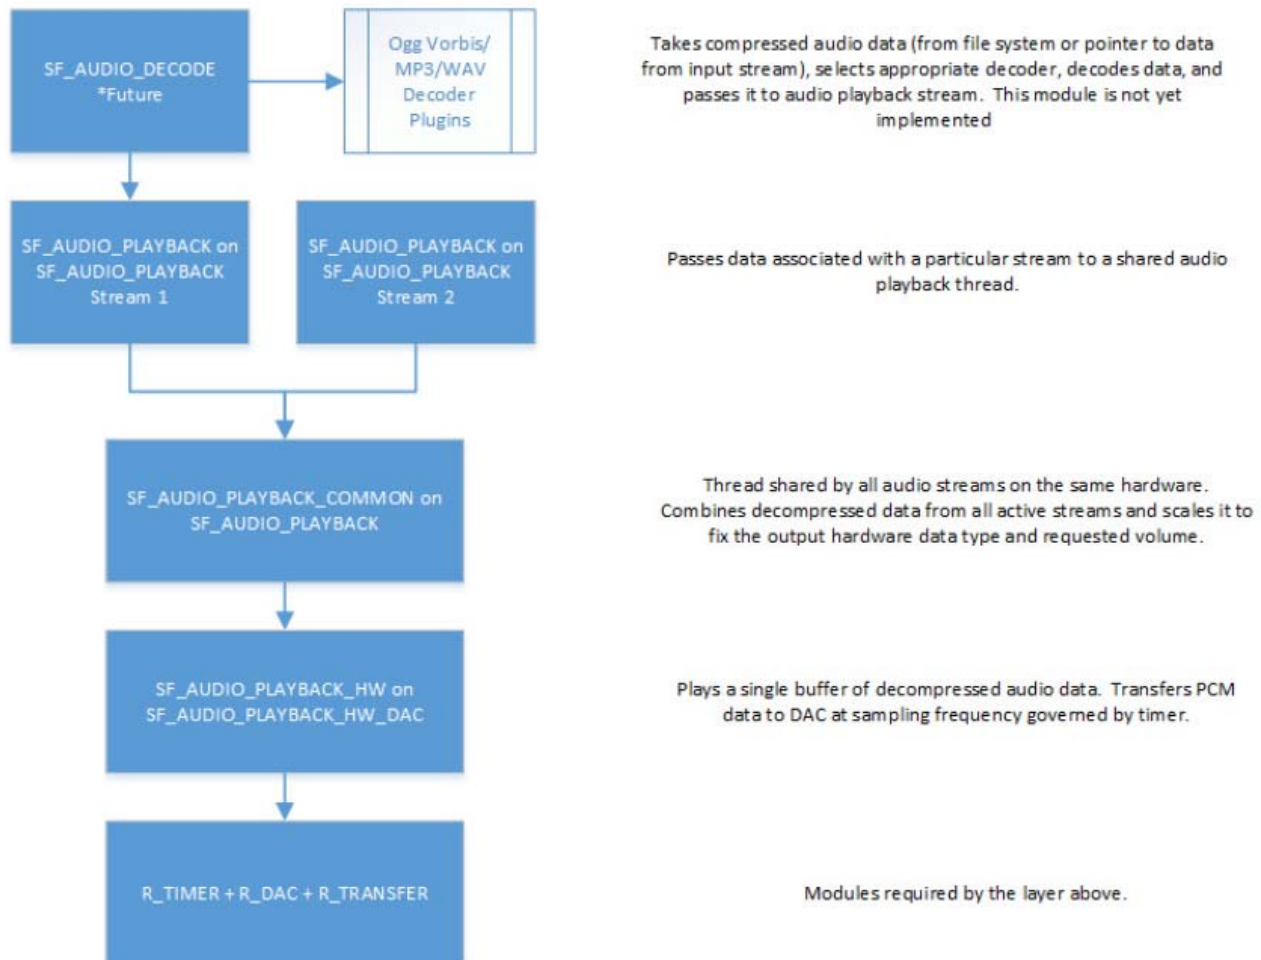 SF_AUDIO_DECODE
*Future
Ogg Vorbis/
MP3/WAV
Decoder
Plugins
Takes compressed audio data (from file system or pointer to data
from input stream), selects appropriate decoder, decodes data, and
passes it to audio playback stream. This module is not yet
implemented
SF_AUDIO_PLAYBACK on
SF_AUDIO_PLAYBACK
Stream 1
SF_AUDIO_PLAYBACK on
SF_AUDIO_PLAYBACK
Stream 2
Passes data associated with a particular stream to a shared audio
playback thread.
SF_AUDIO_PLAYBACK_COMMON on
SF_AUDIO_PLAYBACK
Thread shared by all audio streams on the same hardware.
Combines decompressed data from all active streams and scales it to
fix the output hardware data type and requested volume.
SF_AUDIO_PLAYBACK_HW on
SF_AUDIO_PLAYBACK_HW_DAC
Plays a single buffer of decompressed audio data. Transfers PCM
data to DAC at sampling frequency governed by timer.
R_TIMER + R_DAC + R_TRANSFER
Modules required by the layer above.